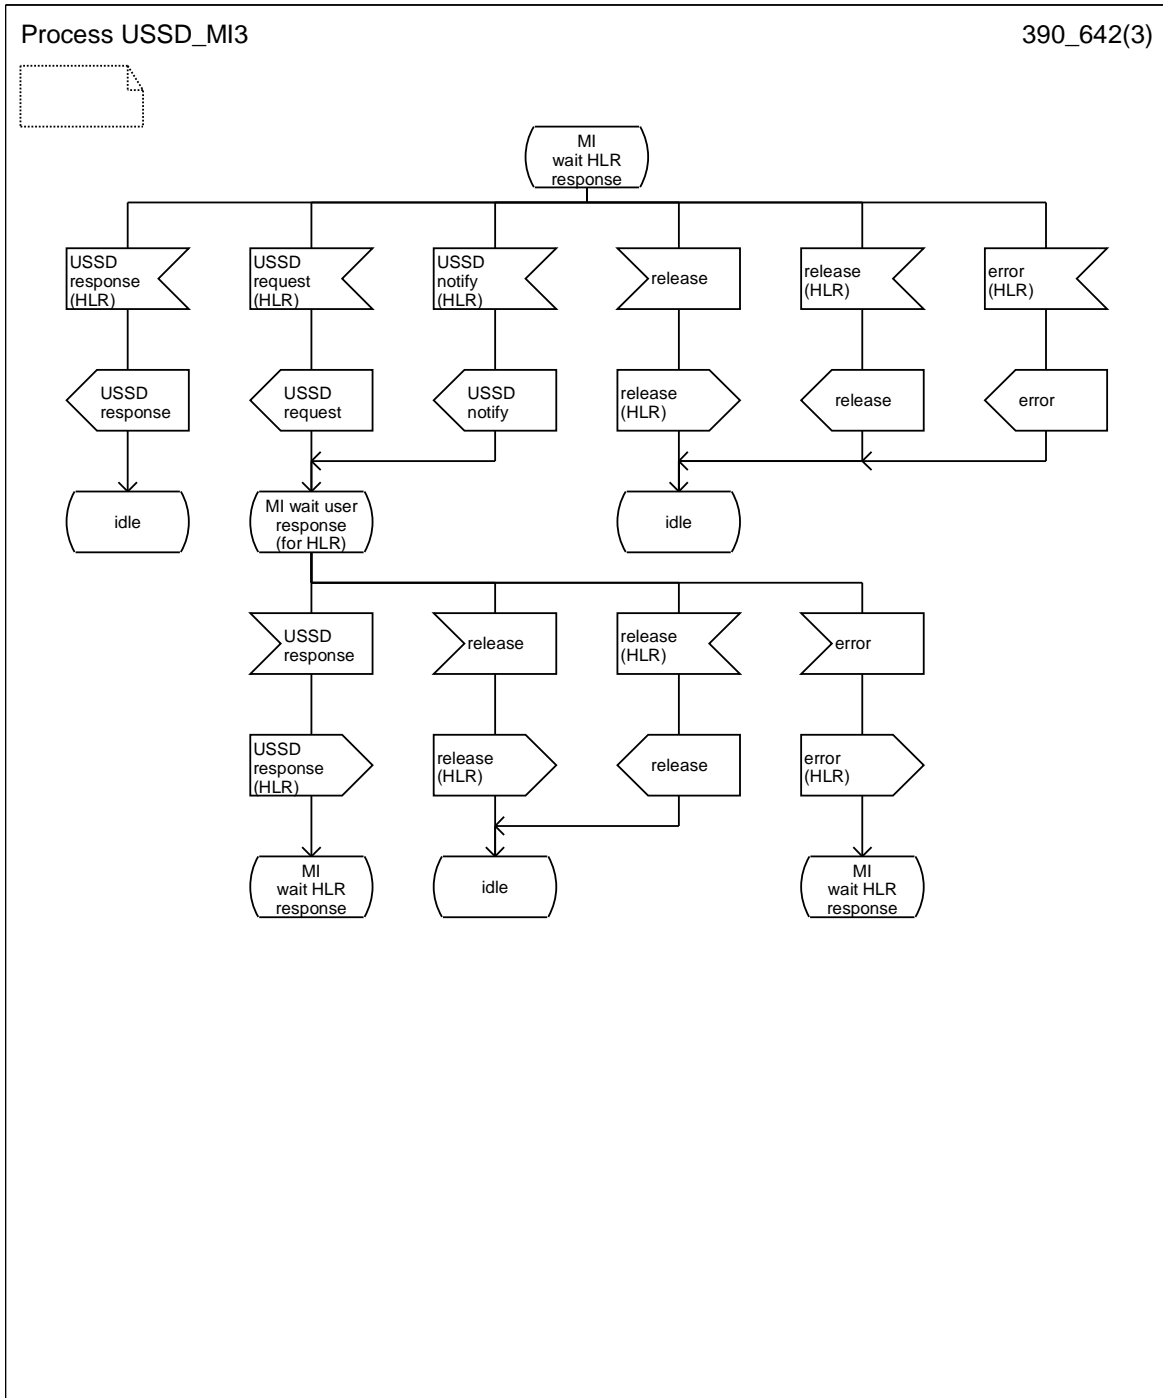 Process USSD_MI3
390_642(3)
MI
wait HLR
response
USSD
response
(HLR)
USSD
request
(HLR)
USSD
notify
(HLR)
release
release
(HLR)
error
(HLR)
USSD
response
USSD
request
USSD
notify
release
(HLR)
release
error
idle
MI wait user
response
(for HLR)
idle
USSD
response
release
release
(HLR)
error
USSD
response
(HLR)
release
(HLR)
release
error
(HLR)
MI
wait HLR
response
idle
MI
wait HLR
response